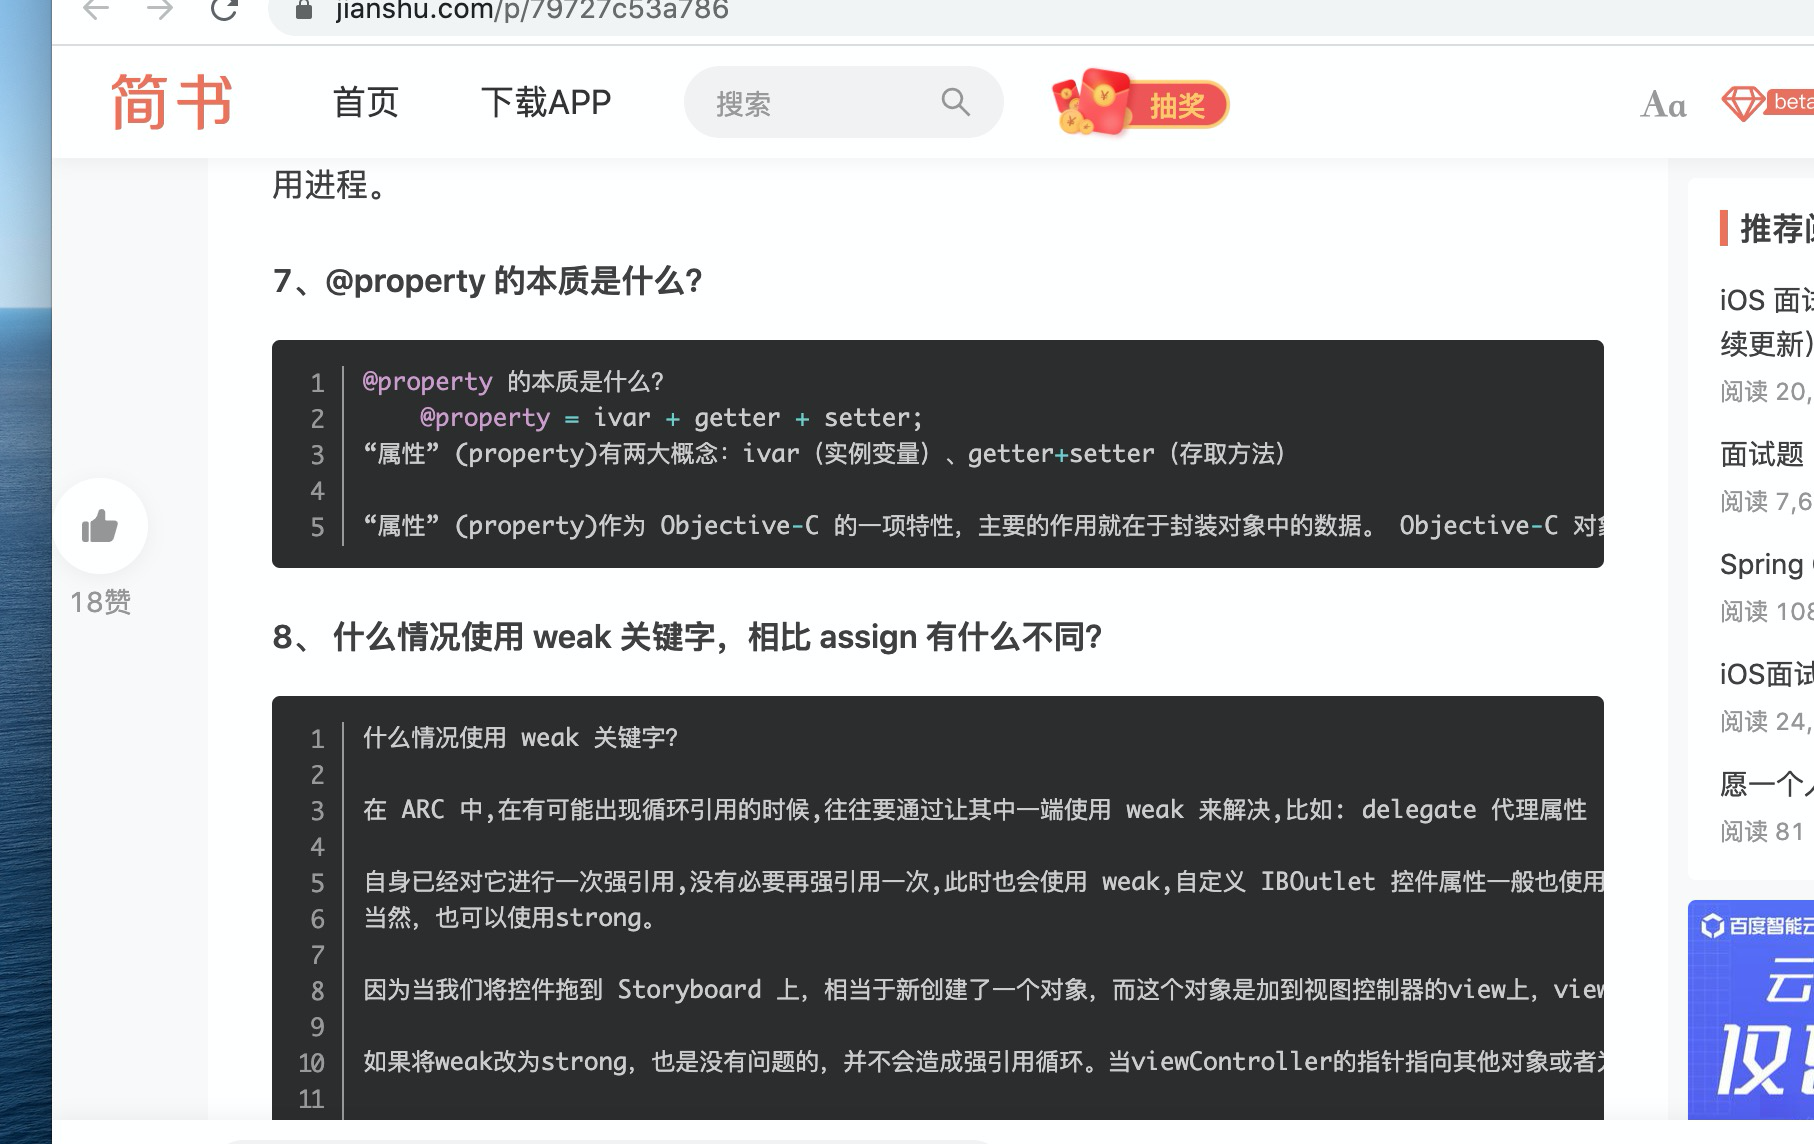 jianshu.com/p/79727c53a786
简书
首页
下载APP
搜索
抽奖
Aa
beta
用进程。
7、@property 的本质是什么?
1 @property 的本质是什么?
2 @property = ivar + getter + setter;
3 “属性” (property)有两大概念：ivar（实例变量）、getter+setter（存取方法）
4
5 “属性” (property)作为 Objective-C 的一项特性，主要的作用就在于封装对象中的数据。 Objective-C 对
18赞
8、 什么情况使用 weak 关键字，相比 assign 有什么不同?
1 什么情况使用 weak 关键字?
2
3 在 ARC 中,在有可能出现循环引用的时候,往往要通过让其中一端使用 weak 来解决,比如: delegate 代理属性
4
5 自身已经对它进行一次强引用,没有必要再强引用一次,此时也会使用 weak,自定义 IBOutlet 控件属性一般也使用
6 当然，也可以使用strong。
7
8 因为当我们将控件拖到 Storyboard 上，相当于新创建了一个对象，而这个对象是加到视图控制器的view上，view
9
10 如果将weak改为strong，也是没有问题的，并不会造成强引用循环。当viewController的指针指向其他对象或者
11
推荐
iOS 面
续更新）
阅读 20,
面试题
阅读 7,6
Spring
阅读 108
iOS面
阅读 24,
愿一个
阅读 81
百度智能云
云
仅